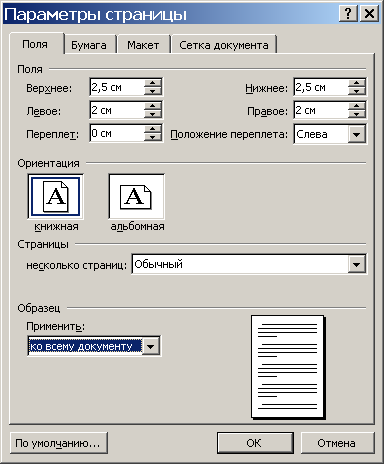 Параметры страницы
Поля Бумага Макет Сетка документа
Поля
Верхнее: 2,5 см Нижнее: 2,5 см
Левое: 2 см Правое: 2 см
Переплет: 0 см Положение переплета: Слева
Ориентация
A A
книжная альбомная
Страницы
несколько страниц: Обычный
Образец
Применить:
ко всему документу
По умолчанию... ОК Отмена